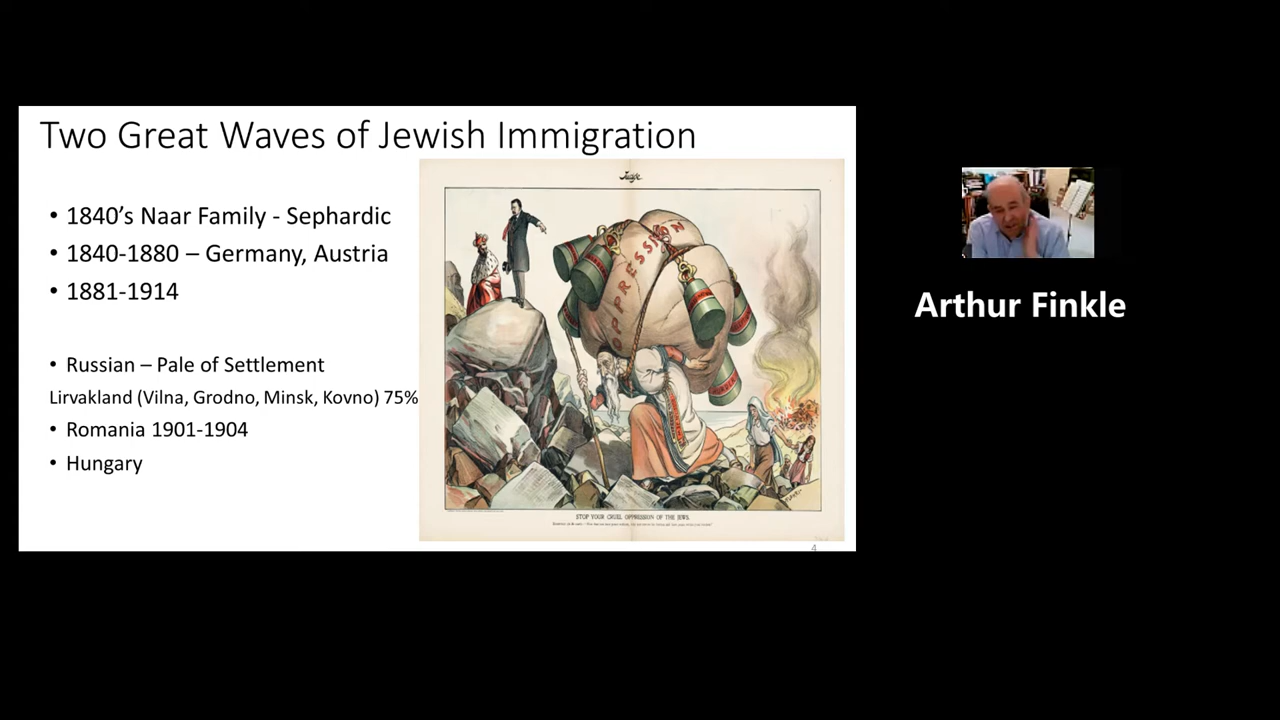 Two Great Waves of Jewish Immigration
• 1840’s Naar Family - Sephardic
• 1840-1880 – Germany, Austria
• 1881-1914
• Russian – Pale of Settlement
Lirvakland (Vilna, Grodno, Minsk, Kovno) 75%
• Romania 1901-1904
• Hungary
Judge
OPPRESSION
STOP YOUR CRUEL OPPRESSION OF THE JEWS.
4
Arthur Finkle